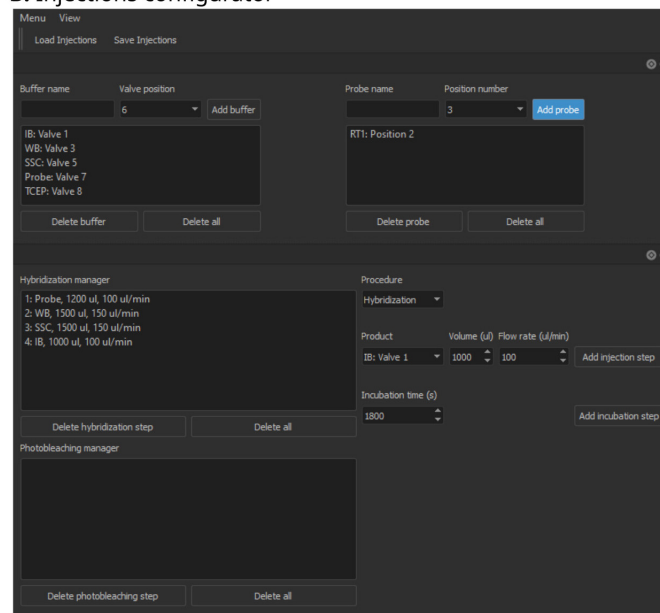 B. Injections configurator
Menu View
Load Injections Save Injections
Buffer name Valve position Probe name Position number
6 Add buffer 3 Add probe
IB: Valve 1 RT1: Position 2
WB: Valve 3
SSC: Valve 5
Probe: Valve 7
TCEP: Valve 8
Delete buffer Delete all Delete probe Delete all
Hybridization manager Procedure
1: Probe, 1200 ul, 100 ul/min Hybridization
2: WB, 1500 ul, 150 ul/min
3: SSC, 1500 ul, 150 ul/min Product Volume (ul) Flow rate (ul/min)
4: IB, 1000 ul, 100 ul/min IB: Valve 1 1000 100 Add injection step
Incubation time (s)
1800 Add incubation step
Delete hybridization step Delete all
Photobleaching manager
Delete photobleaching step Delete all